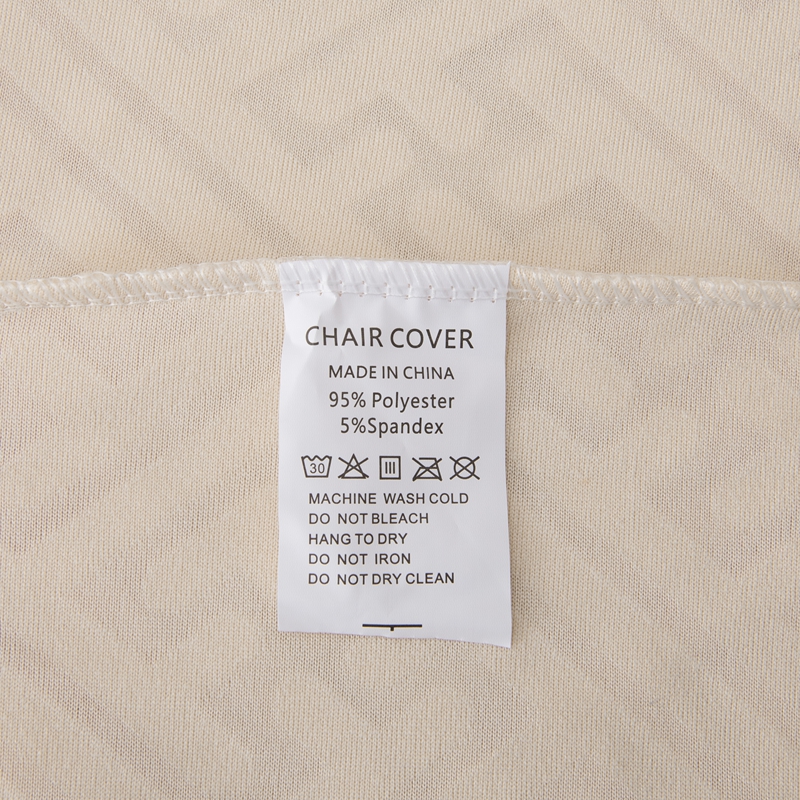 CHAIR COVER
MADE IN CHINA
95% Polyester
5%Spandex
30
MACHINE WASH COLD
DO NOT BLEACH
HANG TO DRY
DO NOT IRON
DO NOT DRY CLEAN